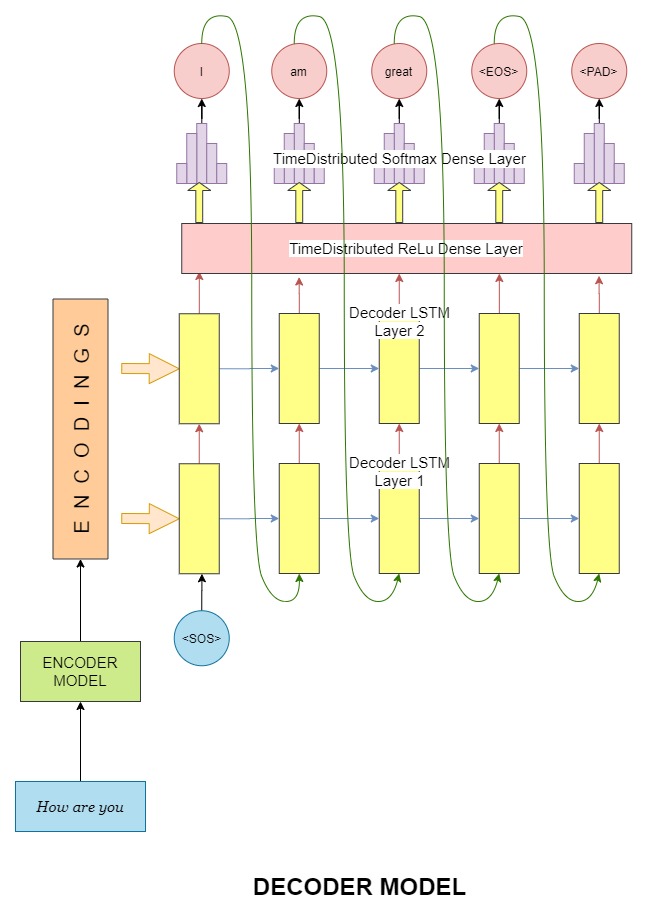 I
am
great
<EOS>
<PAD>
TimeDistributed Softmax Dense Layer
TimeDistributed ReLu Dense Layer
Decoder LSTM
Layer 2
ENCODINGS
Decoder LSTM
Layer 1
<SOS>
ENCODER
MODEL
How are you
DECODER MODEL